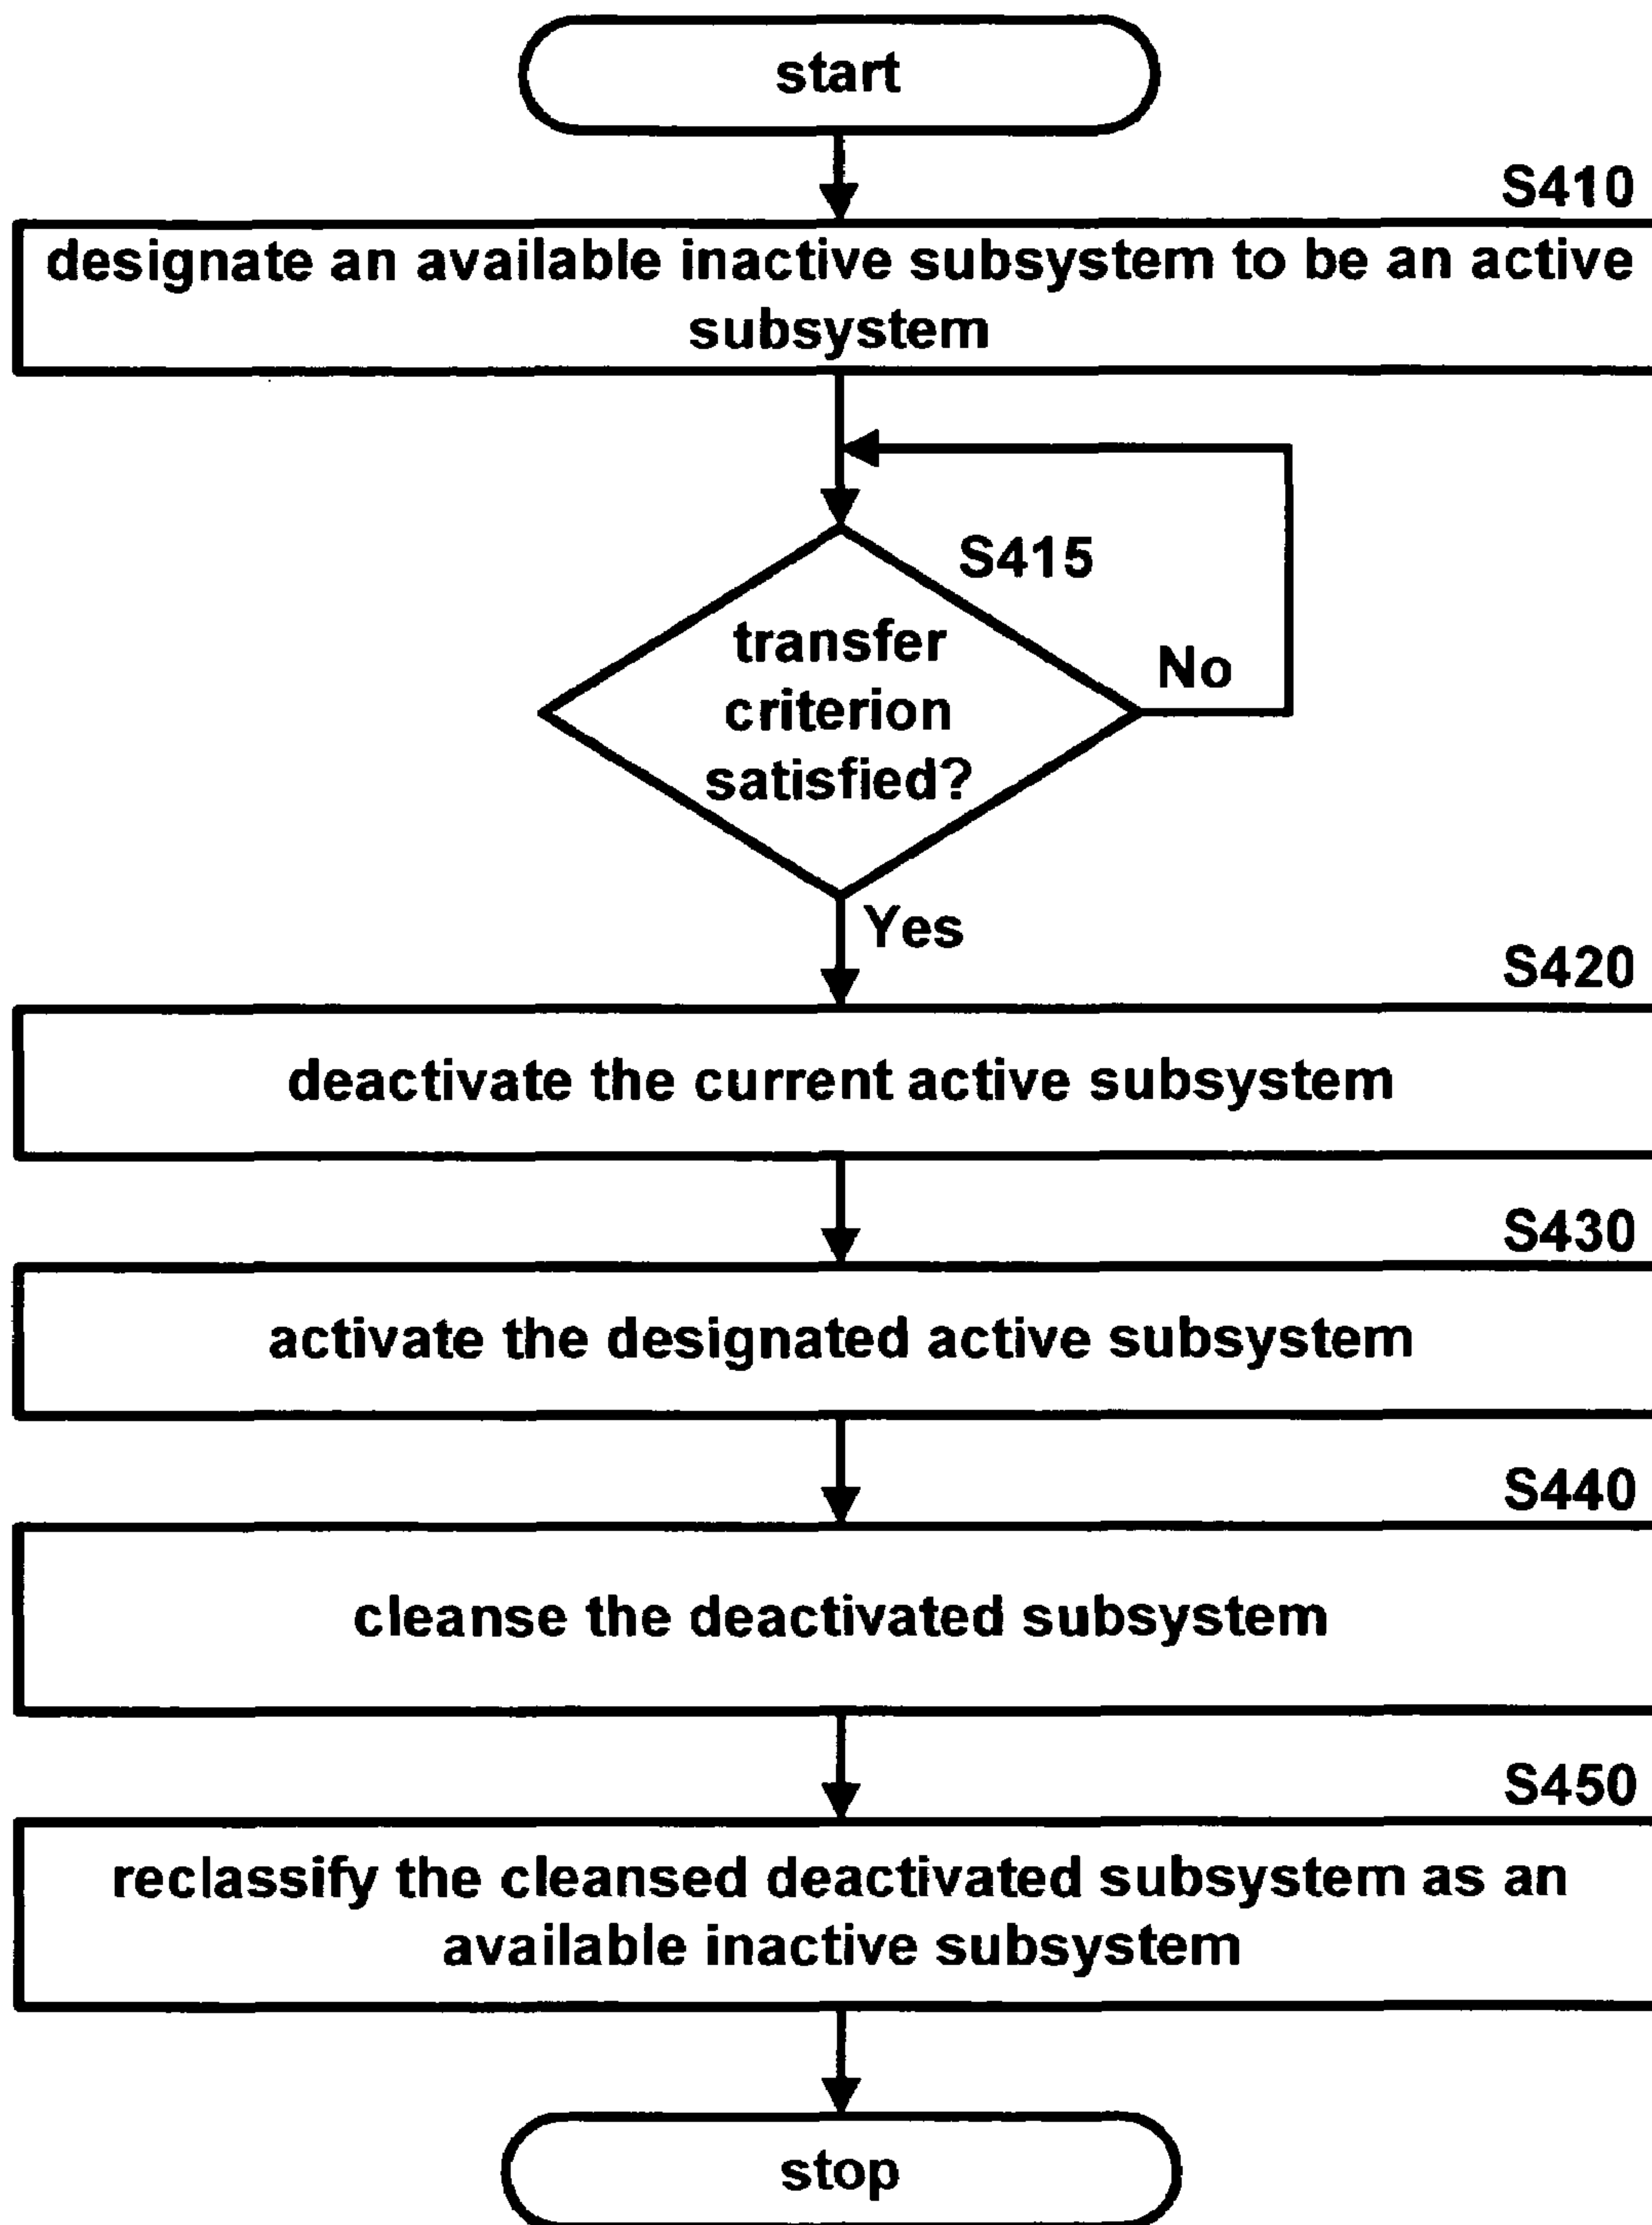 start
S410
designate an available inactive subsystem to be an active
subsystem
S415
transfer
criterion
satisfied?
No
Yes
S420
deactivate the current active subsystem
S430
activate the designated active subsystem
S440
cleanse the deactivated subsystem
S450
reclassify the cleansed deactivated subsystem as an
available inactive subsystem
stop